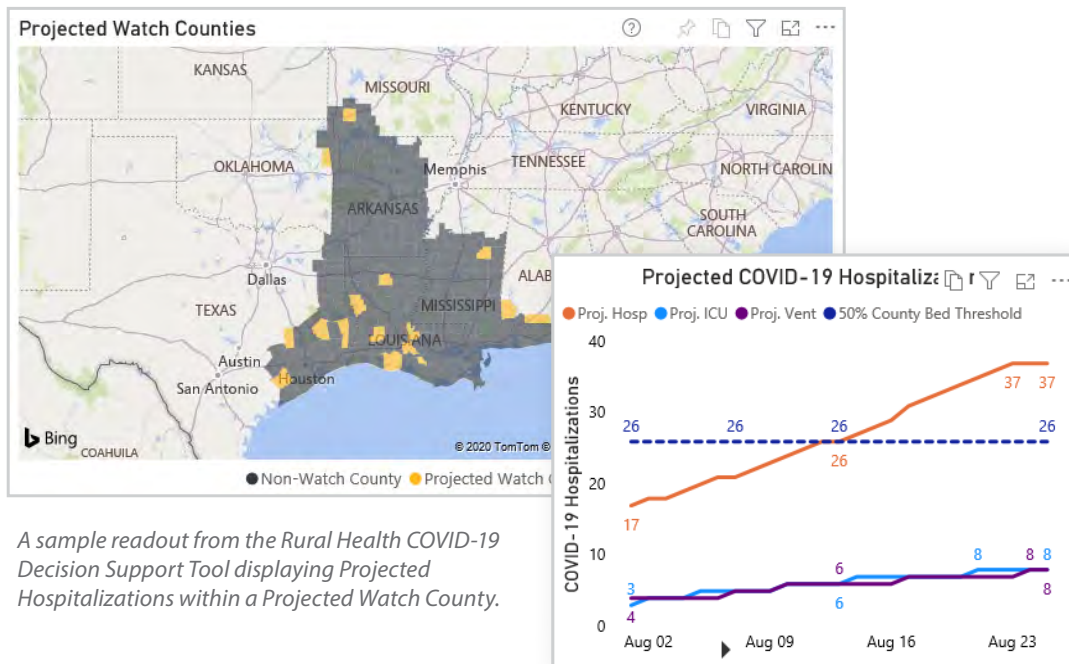 Projected Watch Counties
KANSAS
MISSOURI
KENTUCKY
VIRGINIA
OKLAHOMA
Memphis
TENNESSEE
NORTH CAROLIN
ARKANSAS
SOUTH
CAROLINA
Dallas
ALAB
MISSISSIPPI
TEXAS
LOUISIANA
Austin
Houston
San Antonio
Bing
COAHUILA
© 2020 TomTom ©
Non-Watch County Projected Watch
Projected COVID-19 Hospitaliza
Proj. Hosp Proj. ICU Proj. Vent 50% County Bed Threshold
COVID-19 Hospitalizations
40
30
20
10
0
26 26 26 26
17 26 37 37
3 6 8 8 8
4 6 8
Aug 02 Aug 09 Aug 16 Aug 23
A sample readout from the Rural Health COVID-19
Decision Support Tool displaying Projected
Hospitalizations within a Projected Watch County.